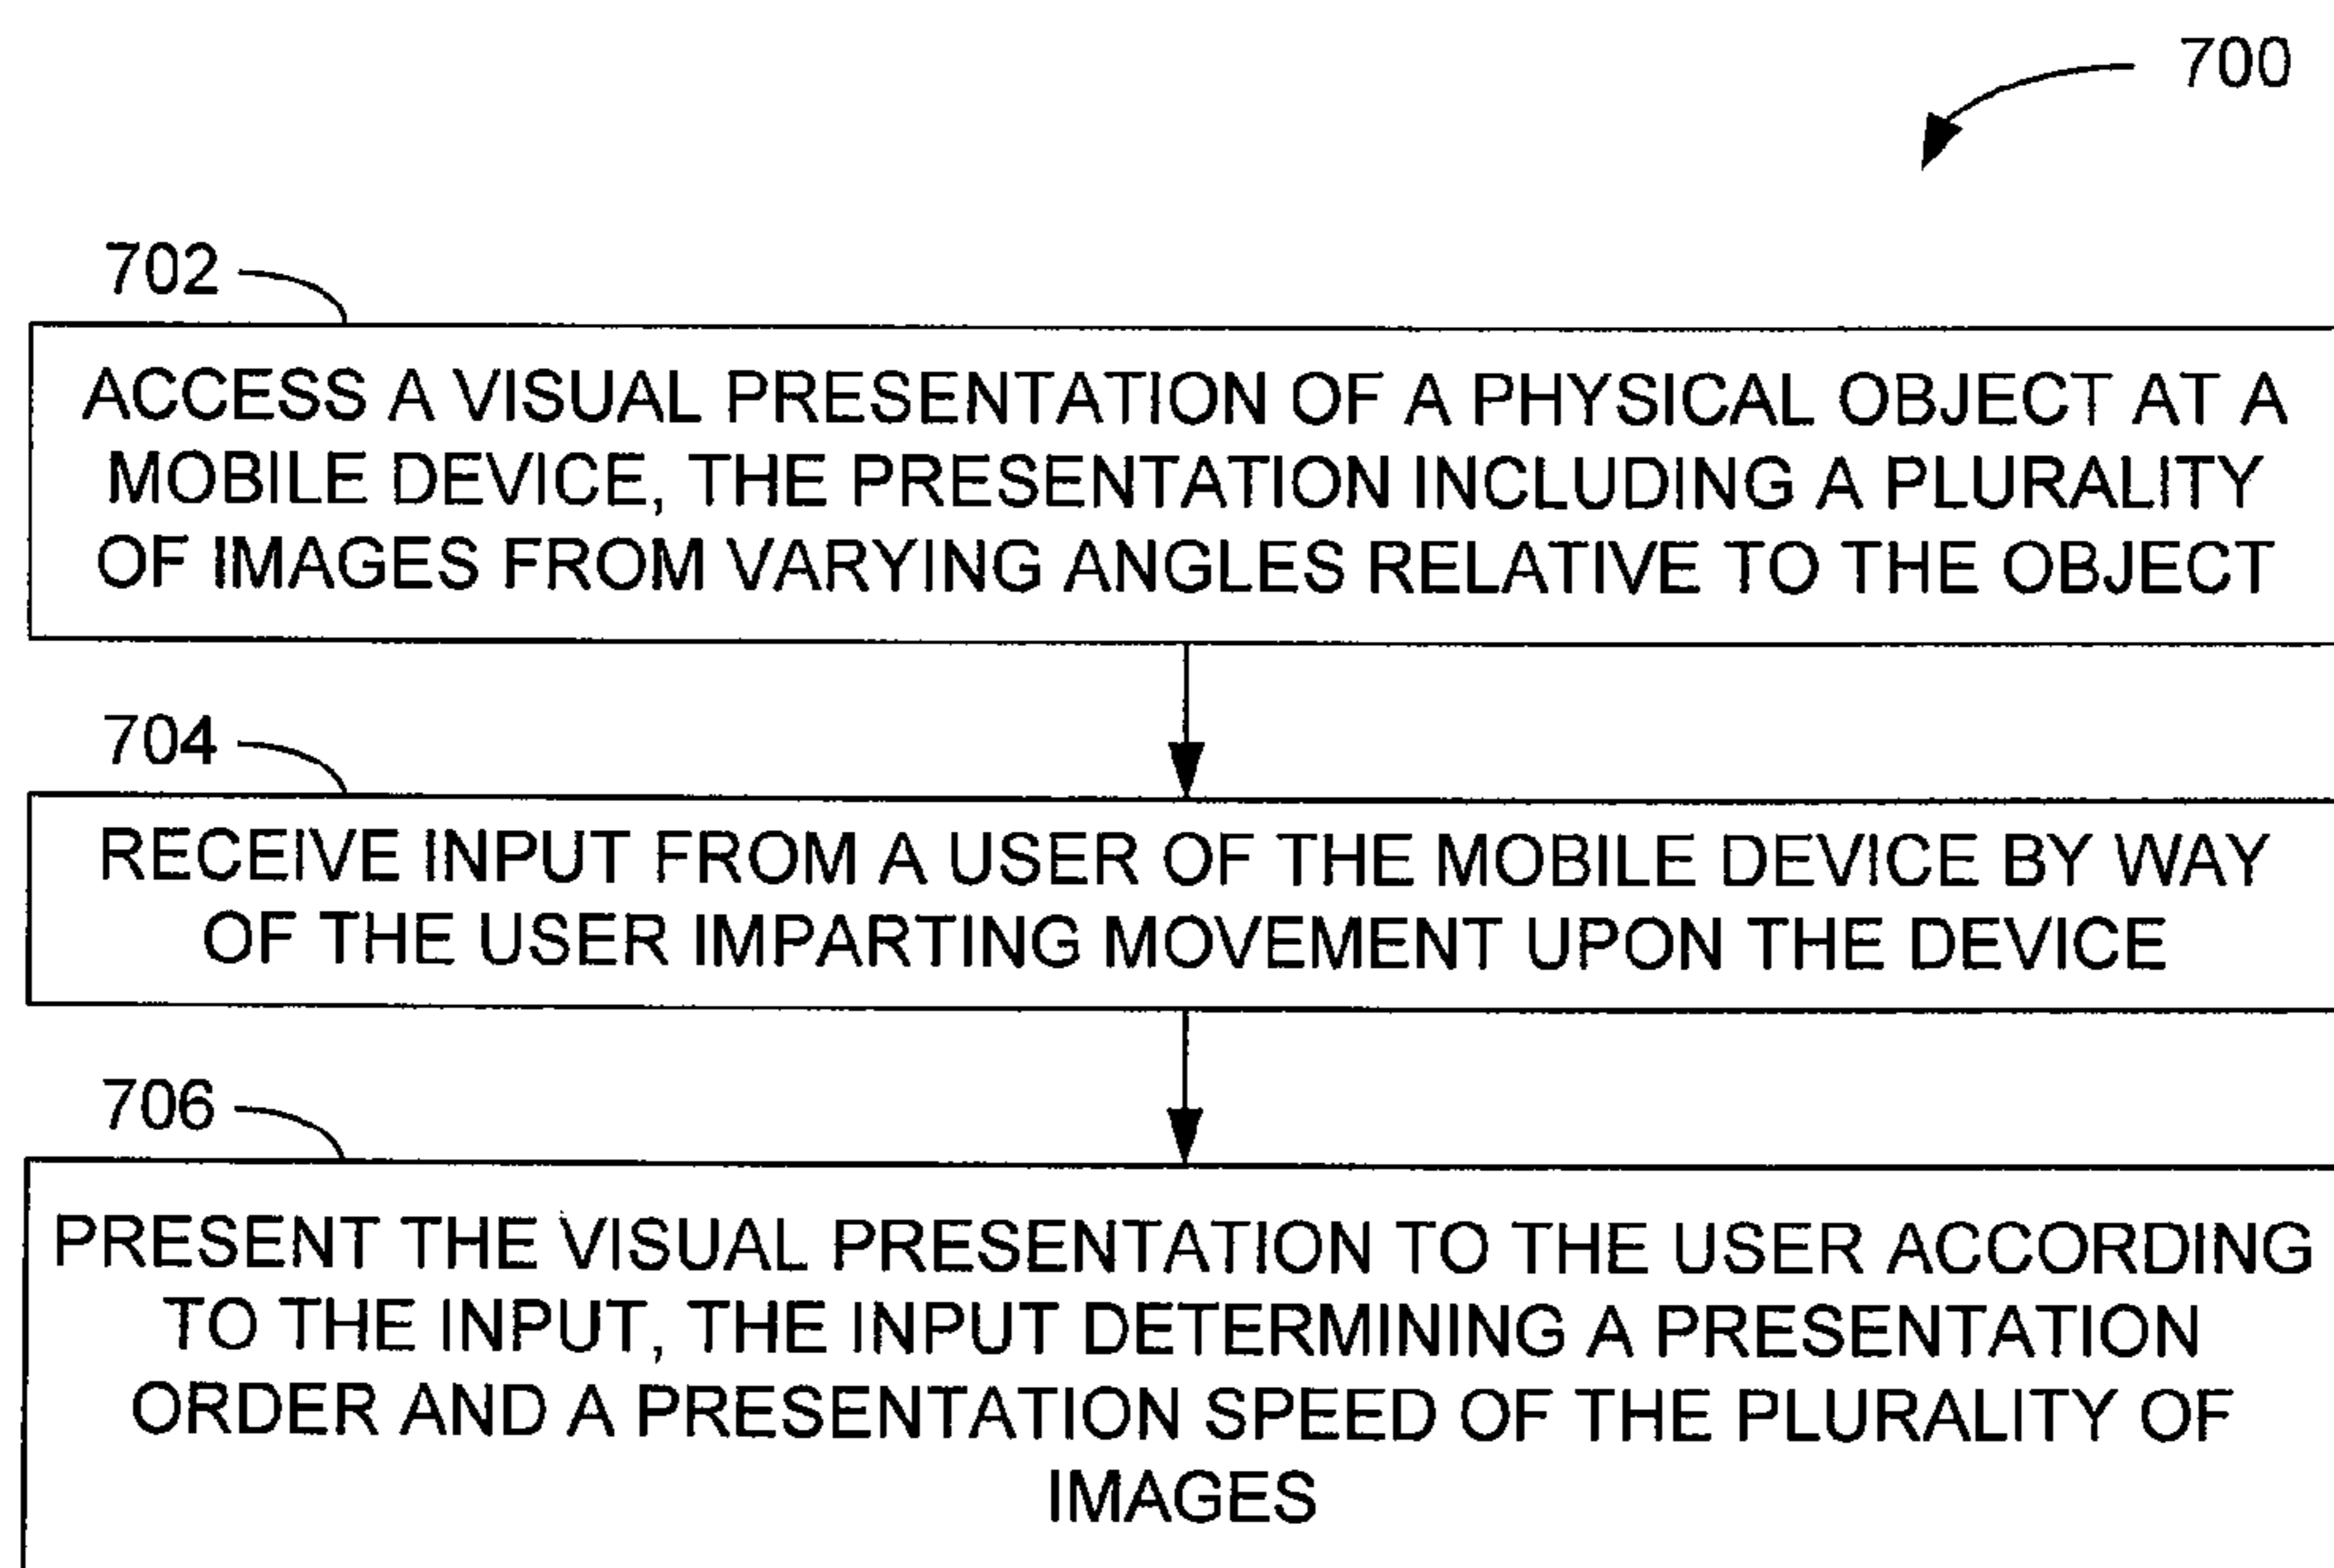 700
702
ACCESS A VISUAL PRESENTATION OF A PHYSICAL OBJECT AT A
MOBILE DEVICE, THE PRESENTATION INCLUDING A PLURALITY
OF IMAGES FROM VARYING ANGLES RELATIVE TO THE OBJECT
704
RECEIVE INPUT FROM A USER OF THE MOBILE DEVICE BY WAY
OF THE USER IMPARTING MOVEMENT UPON THE DEVICE
706
PRESENT THE VISUAL PRESENTATION TO THE USER ACCORDING
TO THE INPUT, THE INPUT DETERMINING A PRESENTATION
ORDER AND A PRESENTATION SPEED OF THE PLURALITY OF
IMAGES